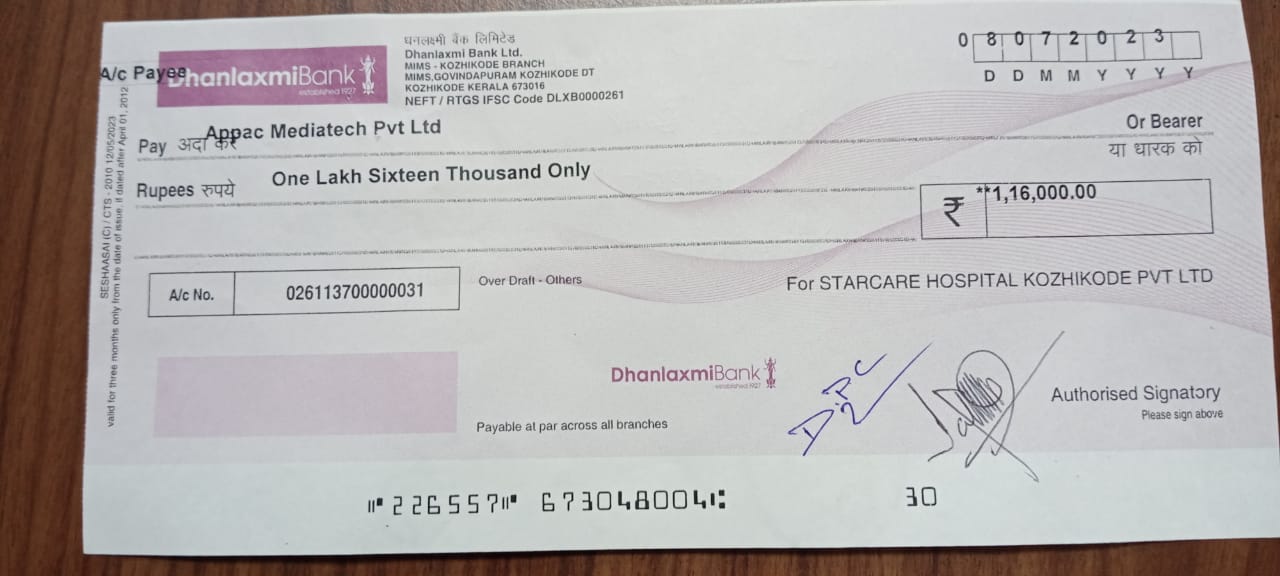 A/c Payee
DhanlaxmiBank
established 1927
धनलक्ष्मी बैंक लिमिटेड
Dhanlaxmi Bank Ltd.
MIMS - KOZHIKODE BRANCH
MIMS,GOVINDAPURAM KOZHIKODE DT
KOZHIKODE KERALA 673016
NEFT / RTGS IFSC Code DLXB0000261
0 8 0 7 2 0 2 3
D D M M Y Y Y Y
Pay अदा करें Appac Mediatech Pvt Ltd
Or Bearer
या धारक को
Rupees रुपये One Lakh Sixteen Thousand Only
₹ **1,16,000.00
A/c No. 026113700000031
Over Draft - Others
For STARCARE HOSPITAL KOZHIKODE PVT LTD
DhanlaxmiBank
established 1927
Payable at par across all branches
Authorised Signatory
Please sign above
SESHAASAI (C) / CTS - 2010 12/05/2023
valid for three months only from the date of issue, if dated after April 01, 2012
⑈226557⑈ 673048004⑆ 30